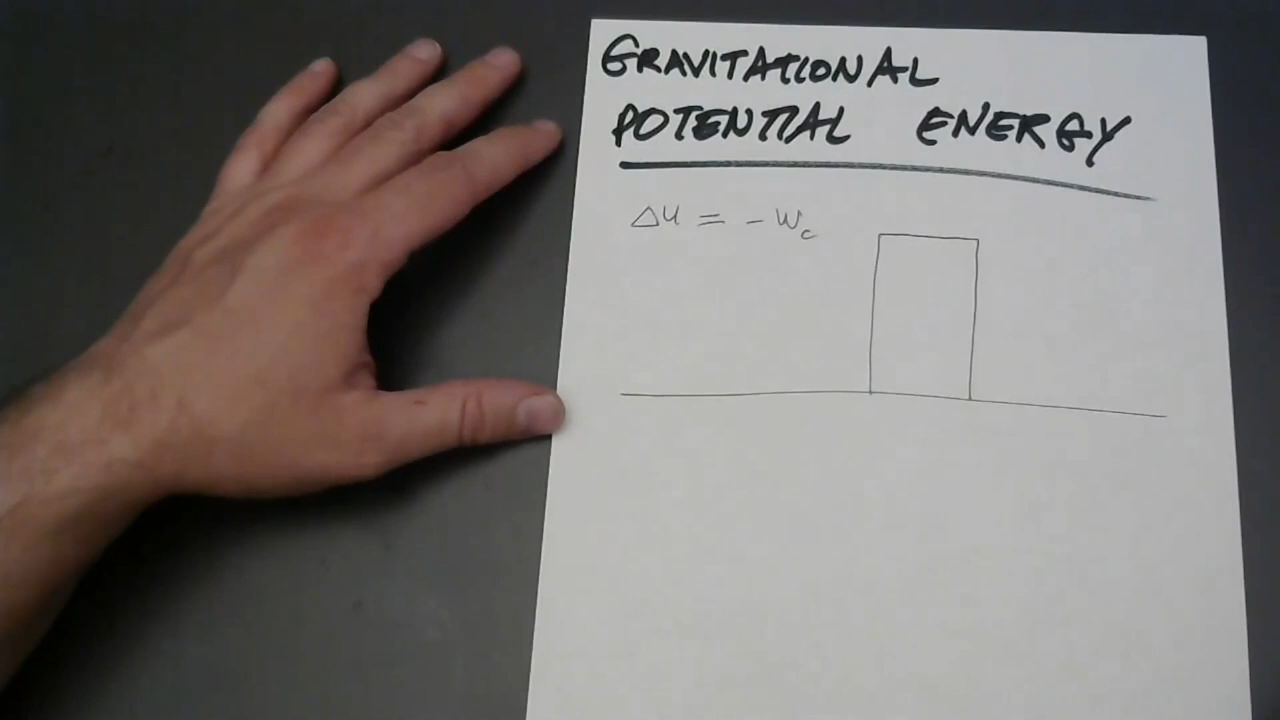 GRAVITATIONAL
POTENTIAL ENERGY
ΔU = -Wc